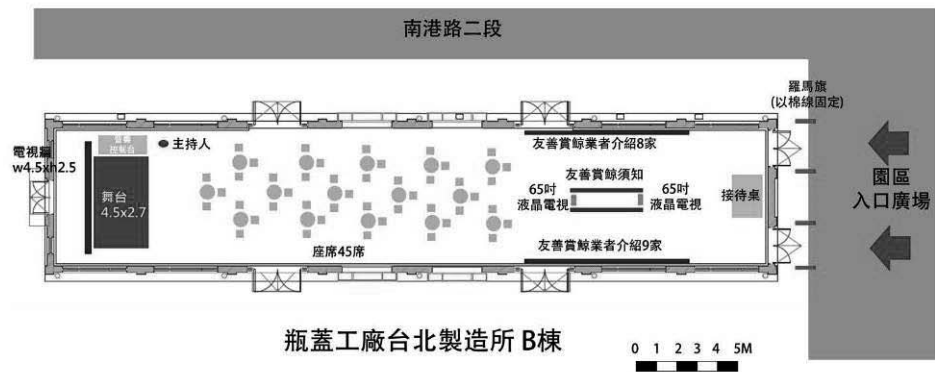 南港路二段
羅馬旗
(以棉線固定)
電視牆
w4.5xh2.5
音響
控制台
主持人
舞台
4.5x2.7
座席45席
友善賞鯨業者介紹8家
友善賞鯨須知
65吋
液晶電視
65吋
液晶電視
友善賞鯨業者介紹9家
接待桌
園區
入口廣場
瓶蓋工廠台北製造所 B棟
0 1 2 3 4 5M